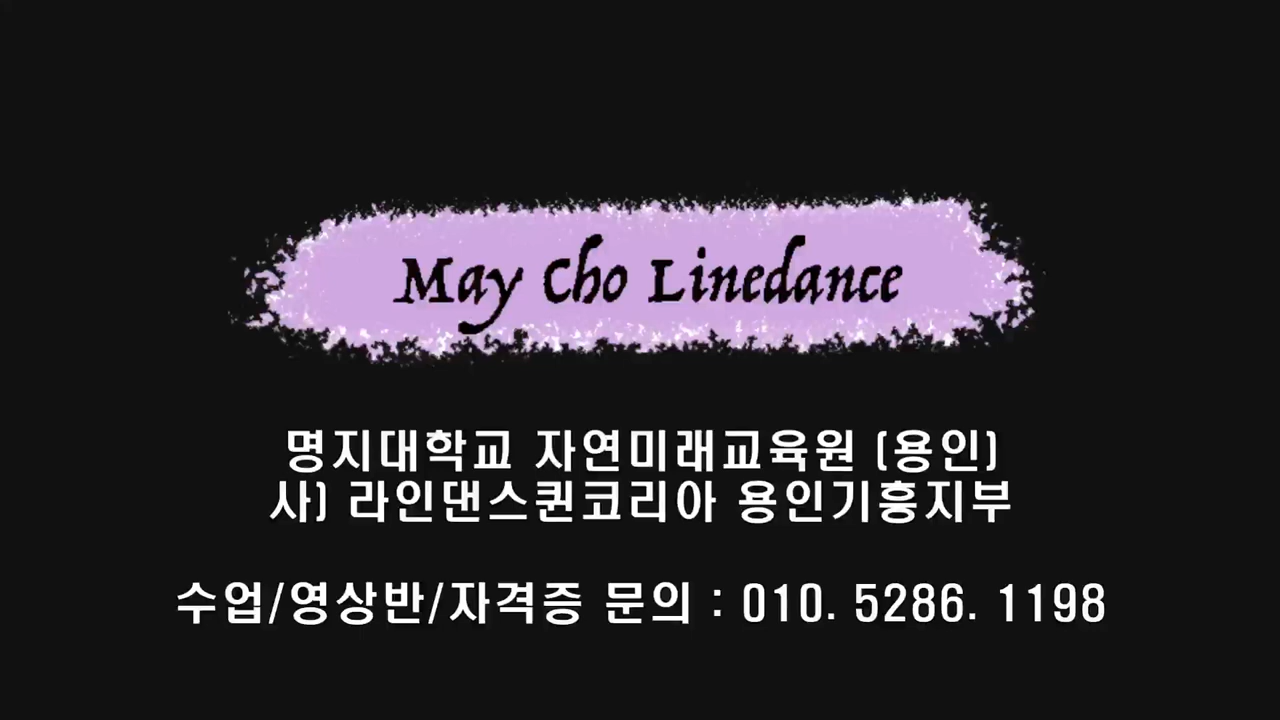 May Cho Linedance
명지대학교 자연미래교육원 (용인)
사) 라인댄스퀸코리아 용인기흥지부
수업/영상반/자격증 문의 : 010. 5286. 1198